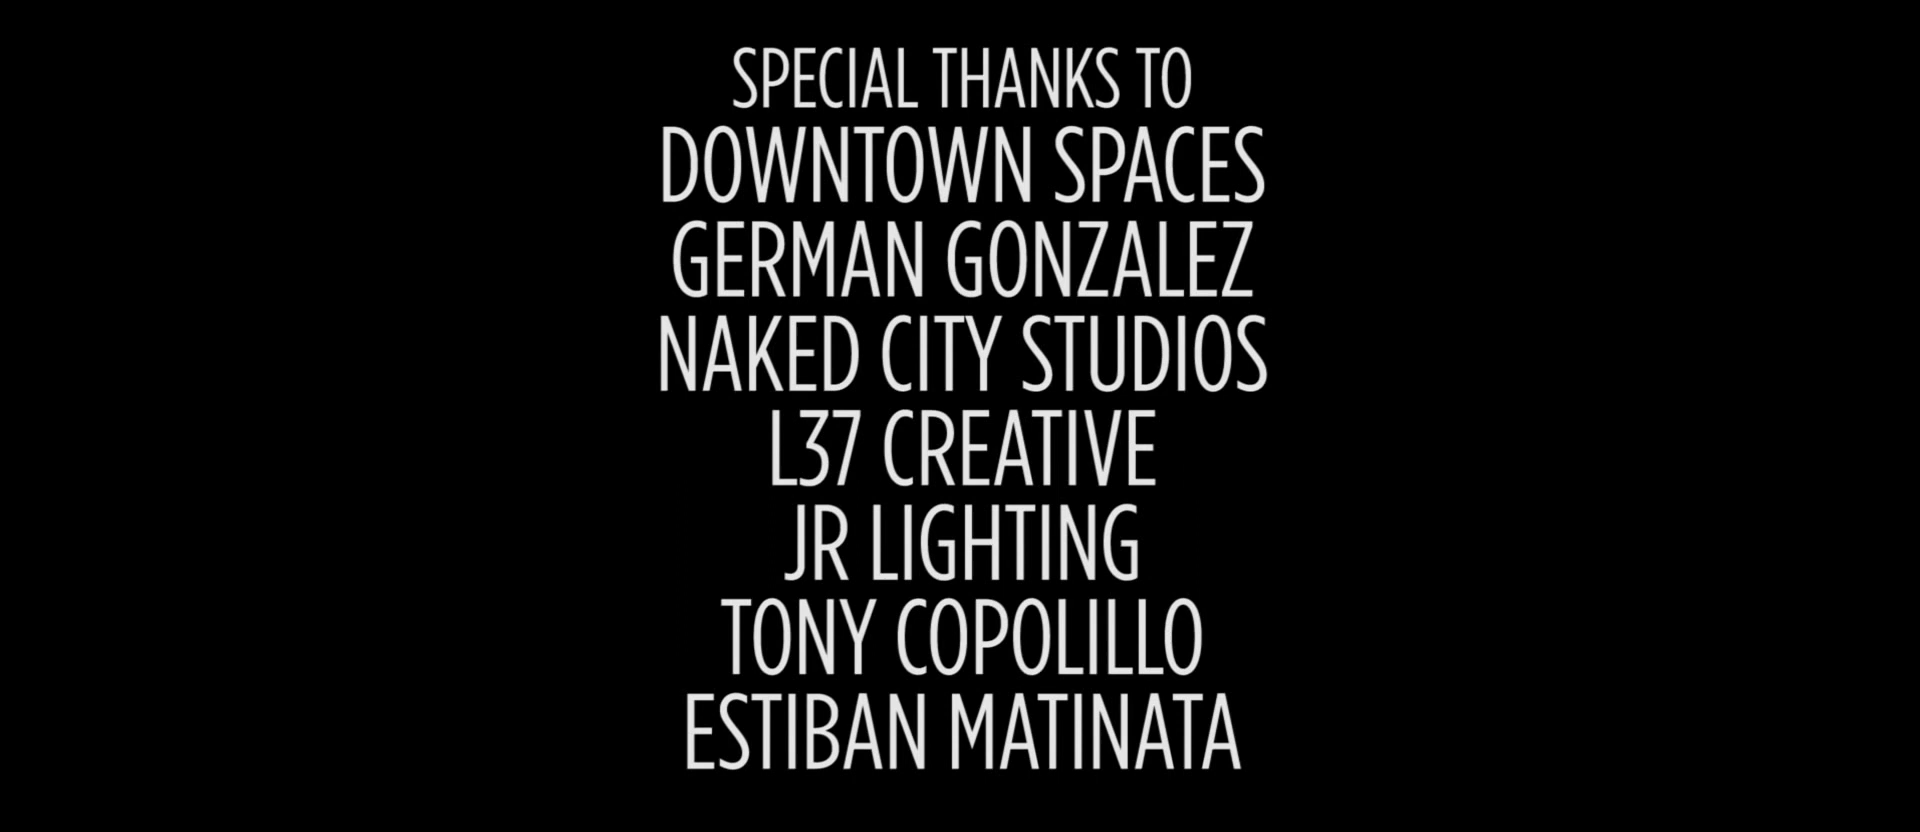 SPECIAL THANKS TO
DOWNTOWN SPACES
GERMAN GONZALEZ
NAKED CITY STUDIOS
L37 CREATIVE
JR LIGHTING
TONY COPOLILLO
ESTIBAN MATINATA